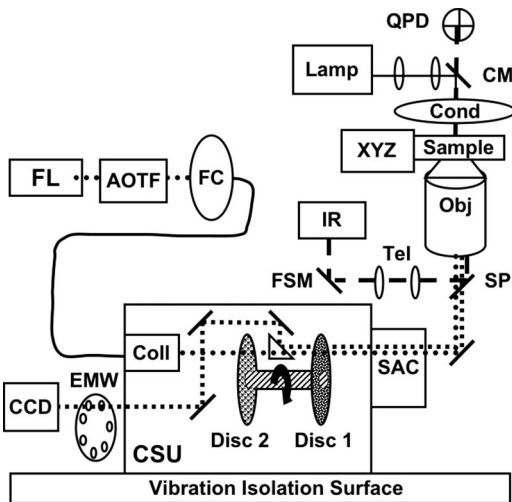 QPD
Lamp
CM
Cond
XYZ
Sample
FL
AOTF
FC
Obj
IR
Tel
FSM
SP
Coll
SAC
EMW
CCD
Disc 2
Disc 1
CSU
Vibration Isolation Surface